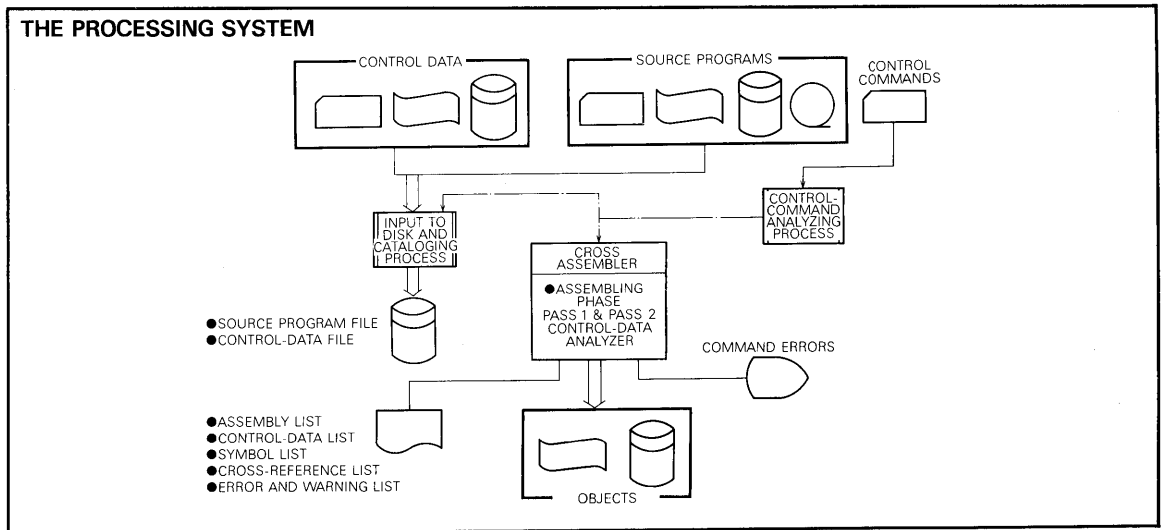 THE PROCESSING SYSTEM
CONTROL DATA
SOURCE PROGRAMS
CONTROL
COMMANDS
INPUT TO
DISK AND
CATALOGING
PROCESS
CONTROL-
COMMAND
ANALYZING
PROCESS
CROSS
ASSEMBLER
●ASSEMBLING
PHASE
PASS 1 & PASS 2
CONTROL-DATA
ANALYZER
●SOURCE PROGRAM FILE
●CONTROL-DATA FILE
COMMAND ERRORS
●ASSEMBLY LIST
●CONTROL-DATA LIST
●SYMBOL LIST
●CROSS-REFERENCE LIST
●ERROR AND WARNING LIST
OBJECTS